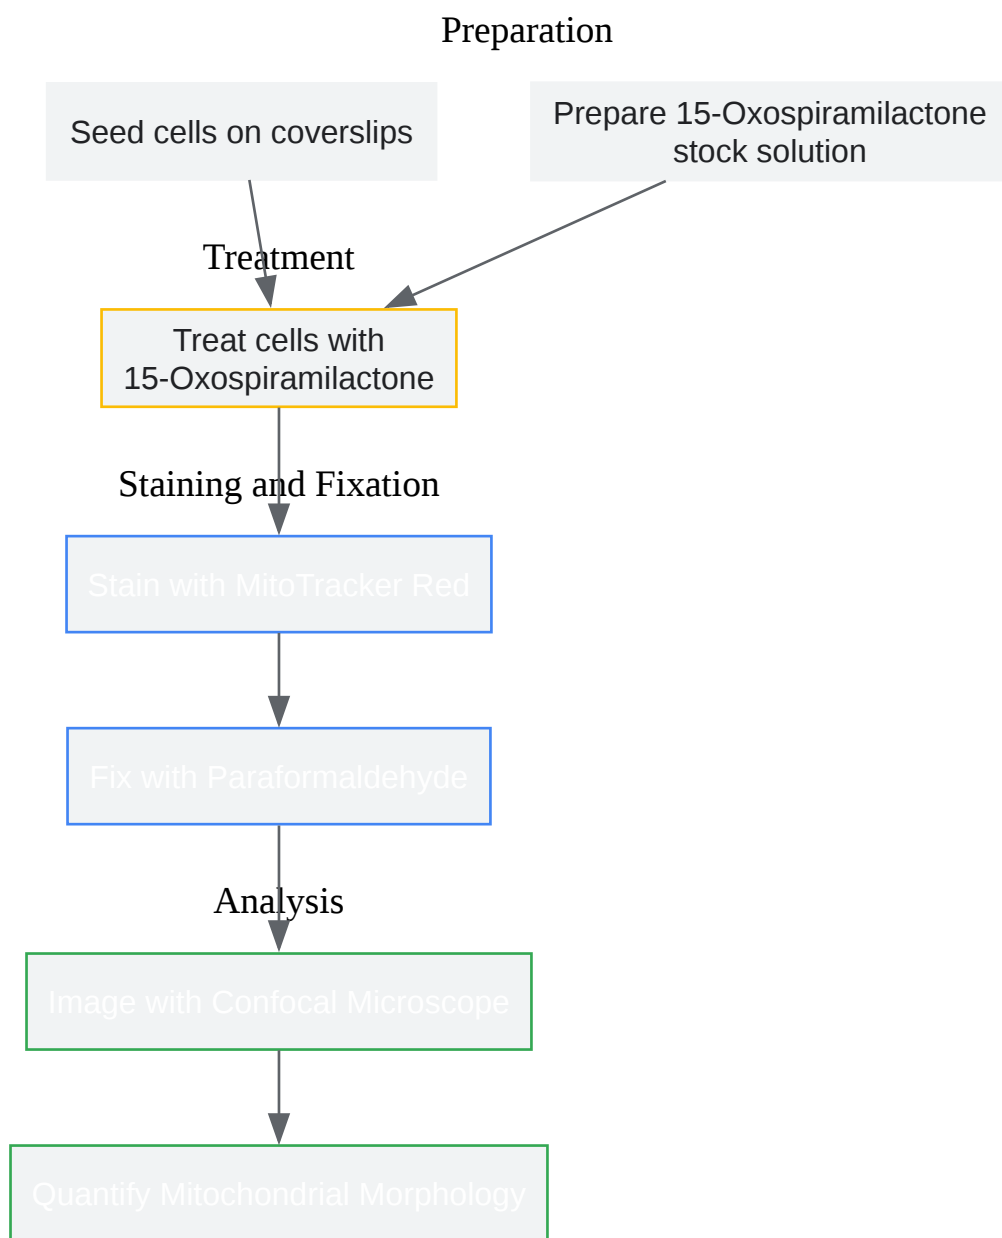 Preparation
Seed cells on coverslips
Prepare 15-Oxospiramilactone
stock solution
Treatment
Treat cells with
15-Oxospiramilactone
Staining and Fixation
Stain with MitoTracker Red
Fix with Paraformaldehyde
Analysis
Image with Confocal Microscope
Quantify Mitochondrial Morphology